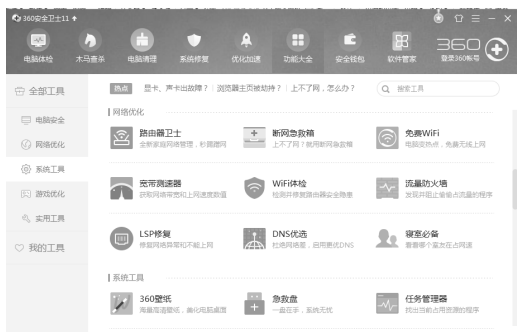 360安全卫士11
电脑体检 木马查杀 电脑清理 系统修复 优化加速 功能大全 安全钱包 软件管家 360 登录360帐号
全部工具
电脑安全
网络优化
系统工具
游戏优化
实用工具
我的工具
热点 显卡、声卡出故障？ 浏览器主页被劫持？ 上不了网，怎么办？ 搜索工具
网络优化
路由器卫士 断网急救箱 免费WiFi
全新家庭网络管理，秒踢蹭网 上不了网？就用断网急救箱 电脑变热点，免费无线上网
宽带测速器 WiFi体检 流量防火墙
获取网络带宽和上网速度数值 检测并修复路由器安全隐患 发现并阻止偷偷占流量的程序
LSP修复 DNS优选 寝室必备
修复网络异常和不能上网 杜绝网络差，启用更优DNS 看看哪个室友在占网速
系统工具
360壁纸 急救盘 任务管理器
海量高清壁纸，美化电脑桌面 一盘在手，系统无忧 找出当前占用资源的程序